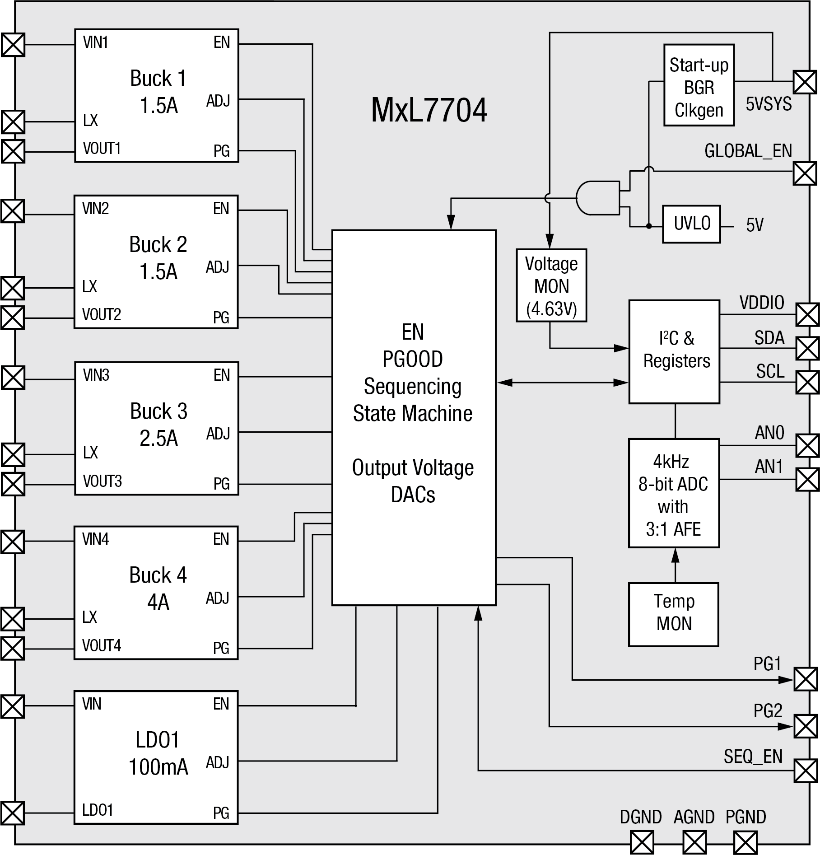 MxL7704
VIN1
EN
Buck 1
1.5A
ADJ
LX
VOUT1
PG
VIN2
EN
Buck 2
1.5A
ADJ
LX
VOUT2
PG
VIN3
EN
Buck 3
2.5A
ADJ
LX
VOUT3
PG
VIN4
EN
Buck 4
4A
ADJ
LX
VOUT4
PG
VIN
EN
LDO1
100mA
ADJ
LDO1
PG
EN
PGOOD
Sequencing
State Machine
Output Voltage
DACs
Start-up
BGR
Clkgen
5VSYS
GLOBAL_EN
UVLO
5V
Voltage
MON
(4.63V)
I²C &
Registers
VDDIO
SDA
SCL
4kHz
8-bit ADC
with
3:1 AFE
AN0
AN1
Temp
MON
PG1
PG2
SEQ_EN
DGND
AGND
PGND